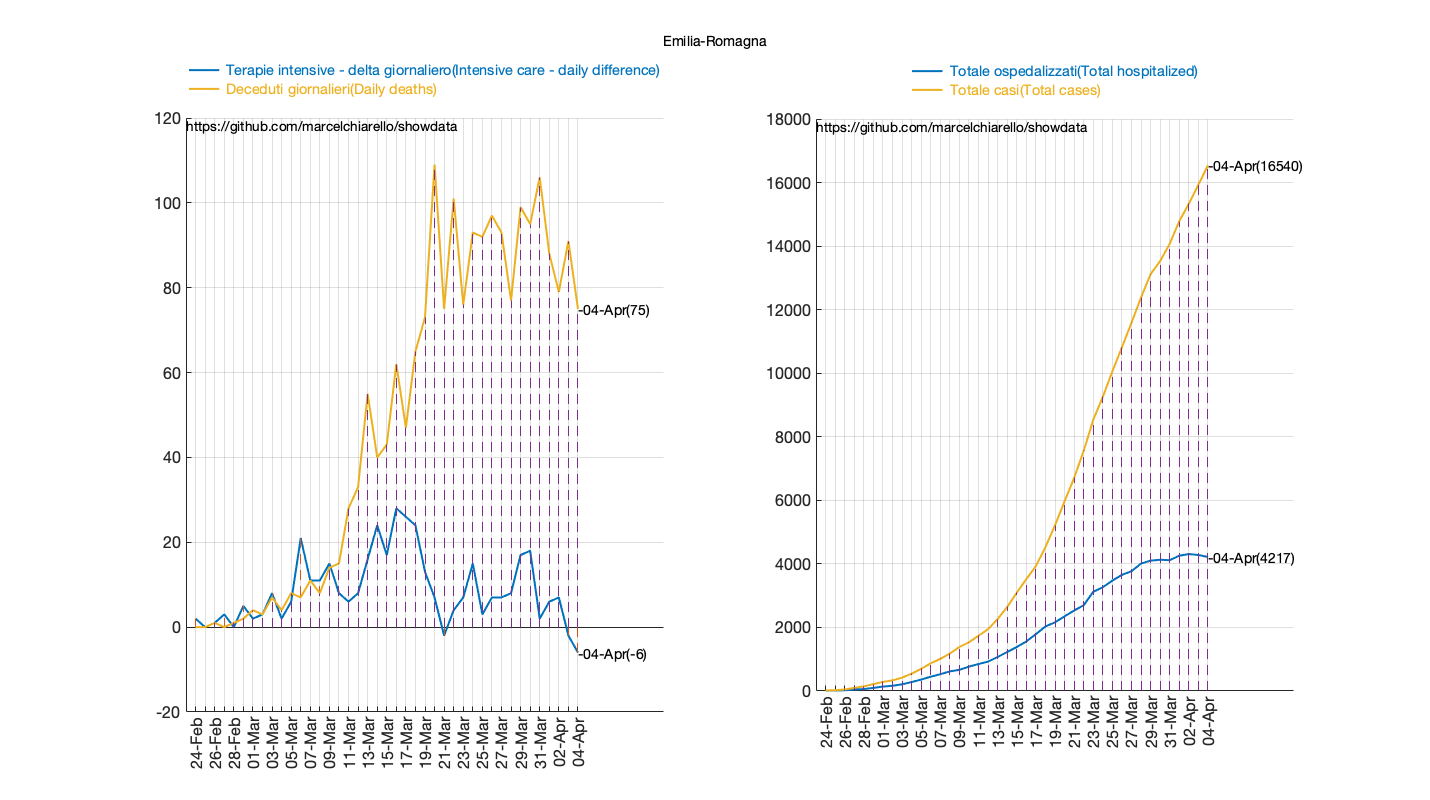 Emilia-Romagna
Terapie intensive - delta giornaliero(Intensive care - daily difference)
Deceduti giornalieri(Daily deaths)
https://github.com/marcelchiarello/showdata
120
100
80
60
40
20
0
-20
-04-Apr(75)
-04-Apr(-6)
24-Feb
26-Feb
28-Feb
01-Mar
03-Mar
05-Mar
07-Mar
09-Mar
11-Mar
13-Mar
15-Mar
17-Mar
19-Mar
21-Mar
23-Mar
25-Mar
27-Mar
29-Mar
31-Mar
02-Apr
04-Apr
Totale ospedalizzati(Total hospitalized)
Totale casi(Total cases)
https://github.com/marcelchiarello/showdata
18000
16000
14000
12000
10000
8000
6000
4000
2000
0
-04-Apr(16540)
-04-Apr(4217)
24-Feb
26-Feb
28-Feb
01-Mar
03-Mar
05-Mar
07-Mar
09-Mar
11-Mar
13-Mar
15-Mar
17-Mar
19-Mar
21-Mar
23-Mar
25-Mar
27-Mar
29-Mar
31-Mar
02-Apr
04-Apr